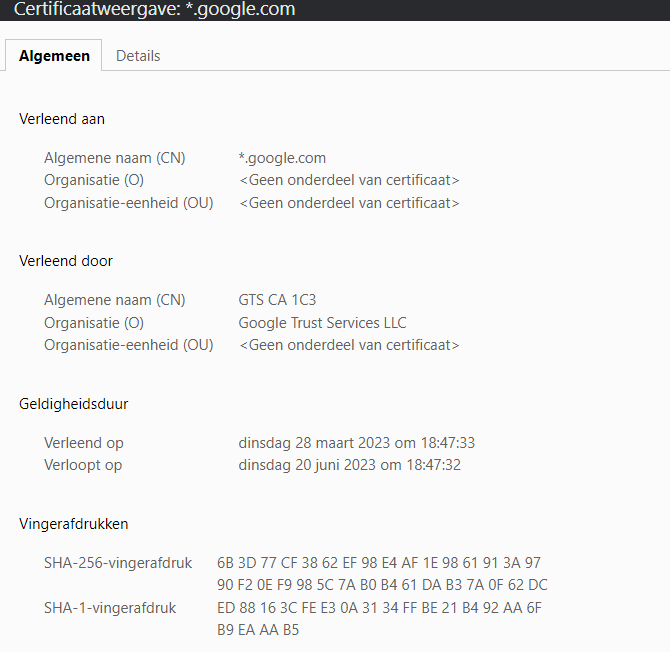 Certificaatweergave: *.google.com
Algemeen Details
Verleend aan
Algemene naam (CN) *.google.com
Organisatie (O) <Geen onderdeel van certificaat>
Organisatie-eenheid (OU) <Geen onderdeel van certificaat>
Verleend door
Algemene naam (CN) GTS CA 1C3
Organisatie (O) Google Trust Services LLC
Organisatie-eenheid (OU) <Geen onderdeel van certificaat>
Geldigheidsduur
Verleend op dinsdag 28 maart 2023 om 18:47:33
Verloopt op dinsdag 20 juni 2023 om 18:47:32
Vingerafdrukken
SHA-256-vingerafdruk 6B 3D 77 CF 38 62 EF 98 E4 AF 1E 98 61 91 3A 97
90 F2 0E F9 98 5C 7A B0 B4 61 DA B3 7A 0F 62 DC
SHA-1-vingerafdruk ED 88 16 3C FE E3 0A 31 34 FF BE 21 B4 92 AA 6F
B9 EA AA B5